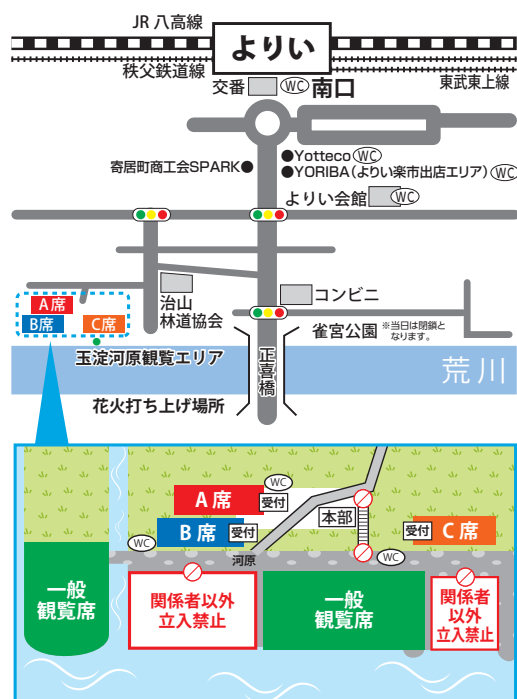 JR 八高線
よりい
秩父鉄道線
東武東上線
交番
WC
南口
●Yotteco WC
寄居町商工会SPARK●
●YORIBA（よりい楽市出店エリア）WC
よりい会館
WC
A席
B席
C席
治山
林道協会
コンビニ
雀宮公園
※当日は閉鎖と
なります。
玉淀河原観覧エリア
正喜橋
荒川
花火打ち上げ場所
WC
A席
受付
B席
受付
本部
受付
C席
WC
河原
WC
一般
観覧席
関係者以外
立入禁止
一般
観覧席
関係者
以外
立入禁止